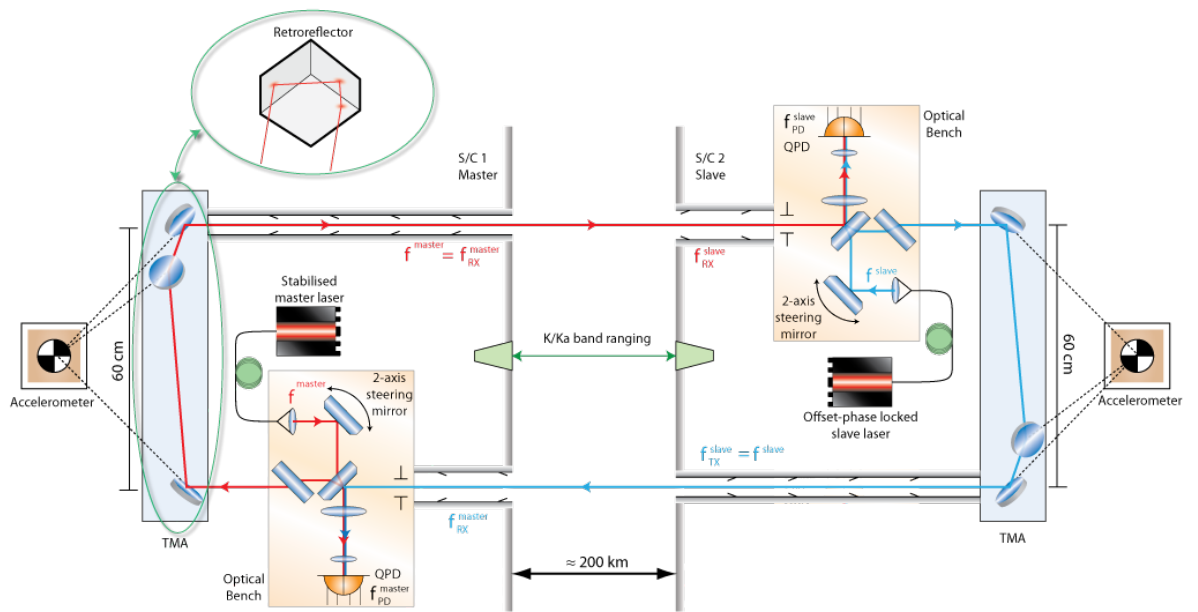 Retroreflector
S/C 1
Master
S/C 2
Slave
f slave PD
QPD
Optical
Bench
f master = f master RX
f slave RX
f slave
2-axis
steering
mirror
Stabilised
master laser
K/Ka band ranging
60 cm
60 cm
Accelerometer
Accelerometer
f master
2-axis
steering
mirror
Offset-phase locked
slave laser
f slave TX = f slave
f master RX
TMA
TMA
≈ 200 km
Optical
Bench
QPD
f master PD